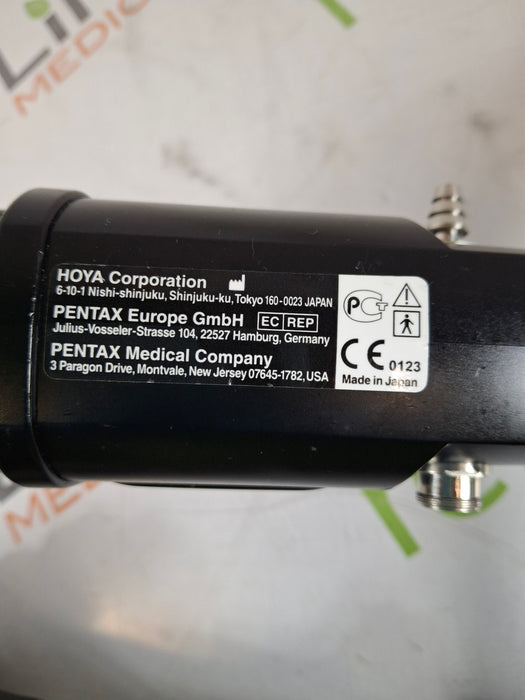 MEDIC
HOYA Corporation
6-10-1 Nishi-shinjuku, Shinjuku-ku, Tokyo 160-0023 JAPAN
PENTAX Europe GmbH EC REP
Julius-Vosseler-Strasse 104, 22527 Hamburg, Germany
PENTAX Medical Company
3 Paragon Drive, Montvale, New Jersey 07645-1782, USA
CE 0123
Made in Japan